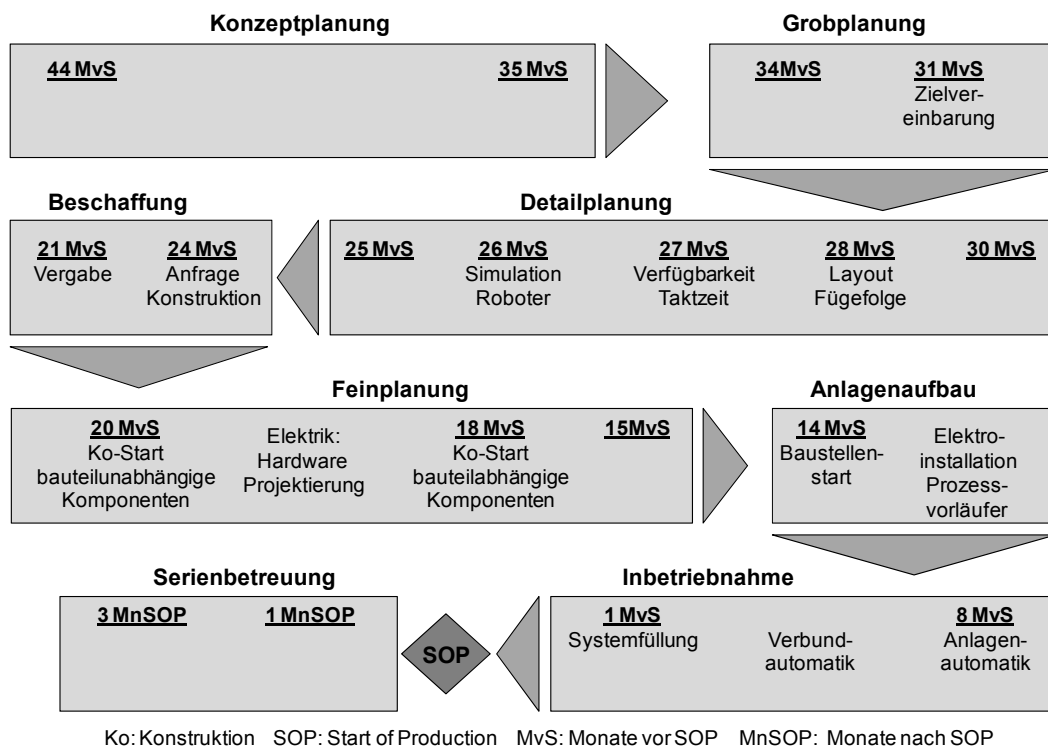 Konzeptplanung
44 MvS
35 MvS
Grobplanung
34MvS
31 MvS
Zielver-
einbarung
Beschaffung
21 MvS
Vergabe
24 MvS
Anfrage
Konstruktion
Detailplanung
25 MvS
26 MvS
Simulation
Roboter
27 MvS
Verfügbarkeit
Taktzeit
28 MvS
Layout
Fügefolge
30 MvS
Feinplanung
20 MvS
Ko-Start
bauteilunabhängige
Komponenten
Elektrik:
Hardware
Projektierung
18 MvS
Ko-Start
bauteilabhängige
Komponenten
15MvS
Anlagenaufbau
14 MvS
Baustellen-
start
Elektro-
installation
Prozess-
vorläufer
Serienbetreuung
3 MnSOP
1 MnSOP
SOP
Inbetriebnahme
1 MvS
Systemfüllung
Verbund-
automatik
8 MvS
Anlagen-
automatik
Ko: Konstruktion SOP: Start of Production MvS: Monate vor SOP MnSOP: Monate nach SOP